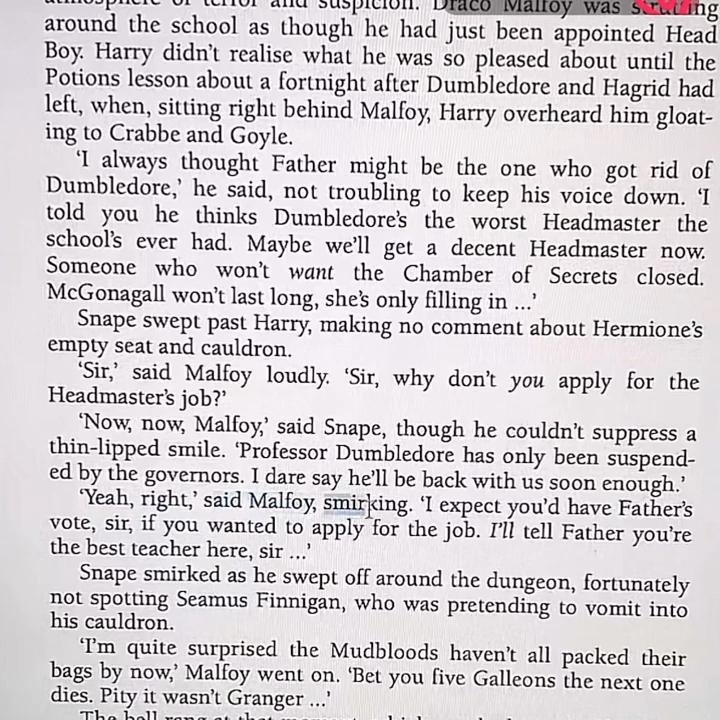 atmosphere of terror and suspicion. Draco Malfoy was strutting
around the school as though he had just been appointed Head
Boy. Harry didn't realise what he was so pleased about until the
Potions lesson about a fortnight after Dumbledore and Hagrid had
left, when, sitting right behind Malfoy, Harry overheard him gloat-
ing to Crabbe and Goyle.
‘I always thought Father might be the one who got rid of
Dumbledore,’ he said, not troubling to keep his voice down. ‘I
told you he thinks Dumbledore’s the worst Headmaster the
school’s ever had. Maybe we’ll get a decent Headmaster now.
Someone who won’t want the Chamber of Secrets closed.
McGonagall won’t last long, she’s only filling in ...’
Snape swept past Harry, making no comment about Hermione’s
empty seat and cauldron.
‘Sir,’ said Malfoy loudly. ‘Sir, why don’t you apply for the
Headmaster’s job?’
‘Now, now, Malfoy,’ said Snape, though he couldn’t suppress a
thin-lipped smile. ‘Professor Dumbledore has only been suspend-
ed by the governors. I dare say he’ll be back with us soon enough.’
‘Yeah, right,’ said Malfoy, smirking. ‘I expect you’d have Father’s
vote, sir, if you wanted to apply for the job. I’ll tell Father you’re
the best teacher here, sir ...’
Snape smirked as he swept off around the dungeon, fortunately
not spotting Seamus Finnigan, who was pretending to vomit into
his cauldron.
‘I’m quite surprised the Mudbloods haven’t all packed their
bags by now,’ Malfoy went on. ‘Bet you five Galleons the next one
dies. Pity it wasn’t Granger ...’
The bell rang at that moment, which